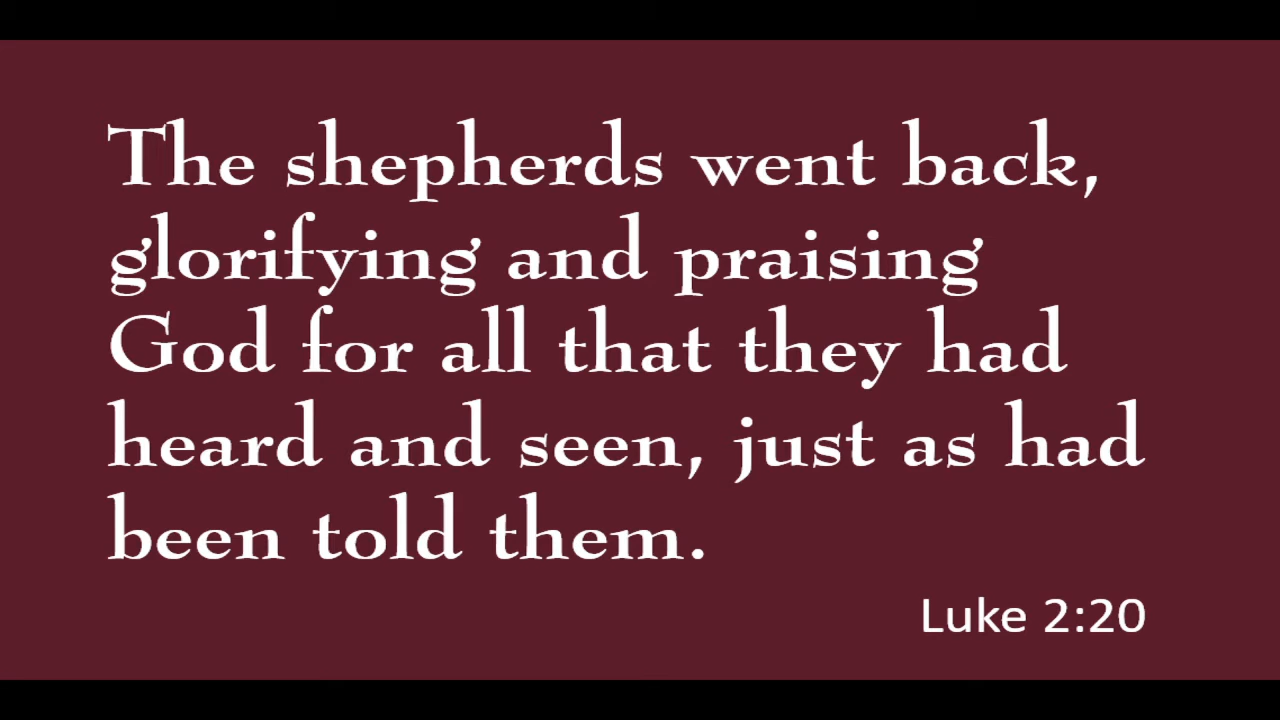 The shepherds went back,
glorifying and praising
God for all that they had
heard and seen, just as had
been told them.
Luke 2:20